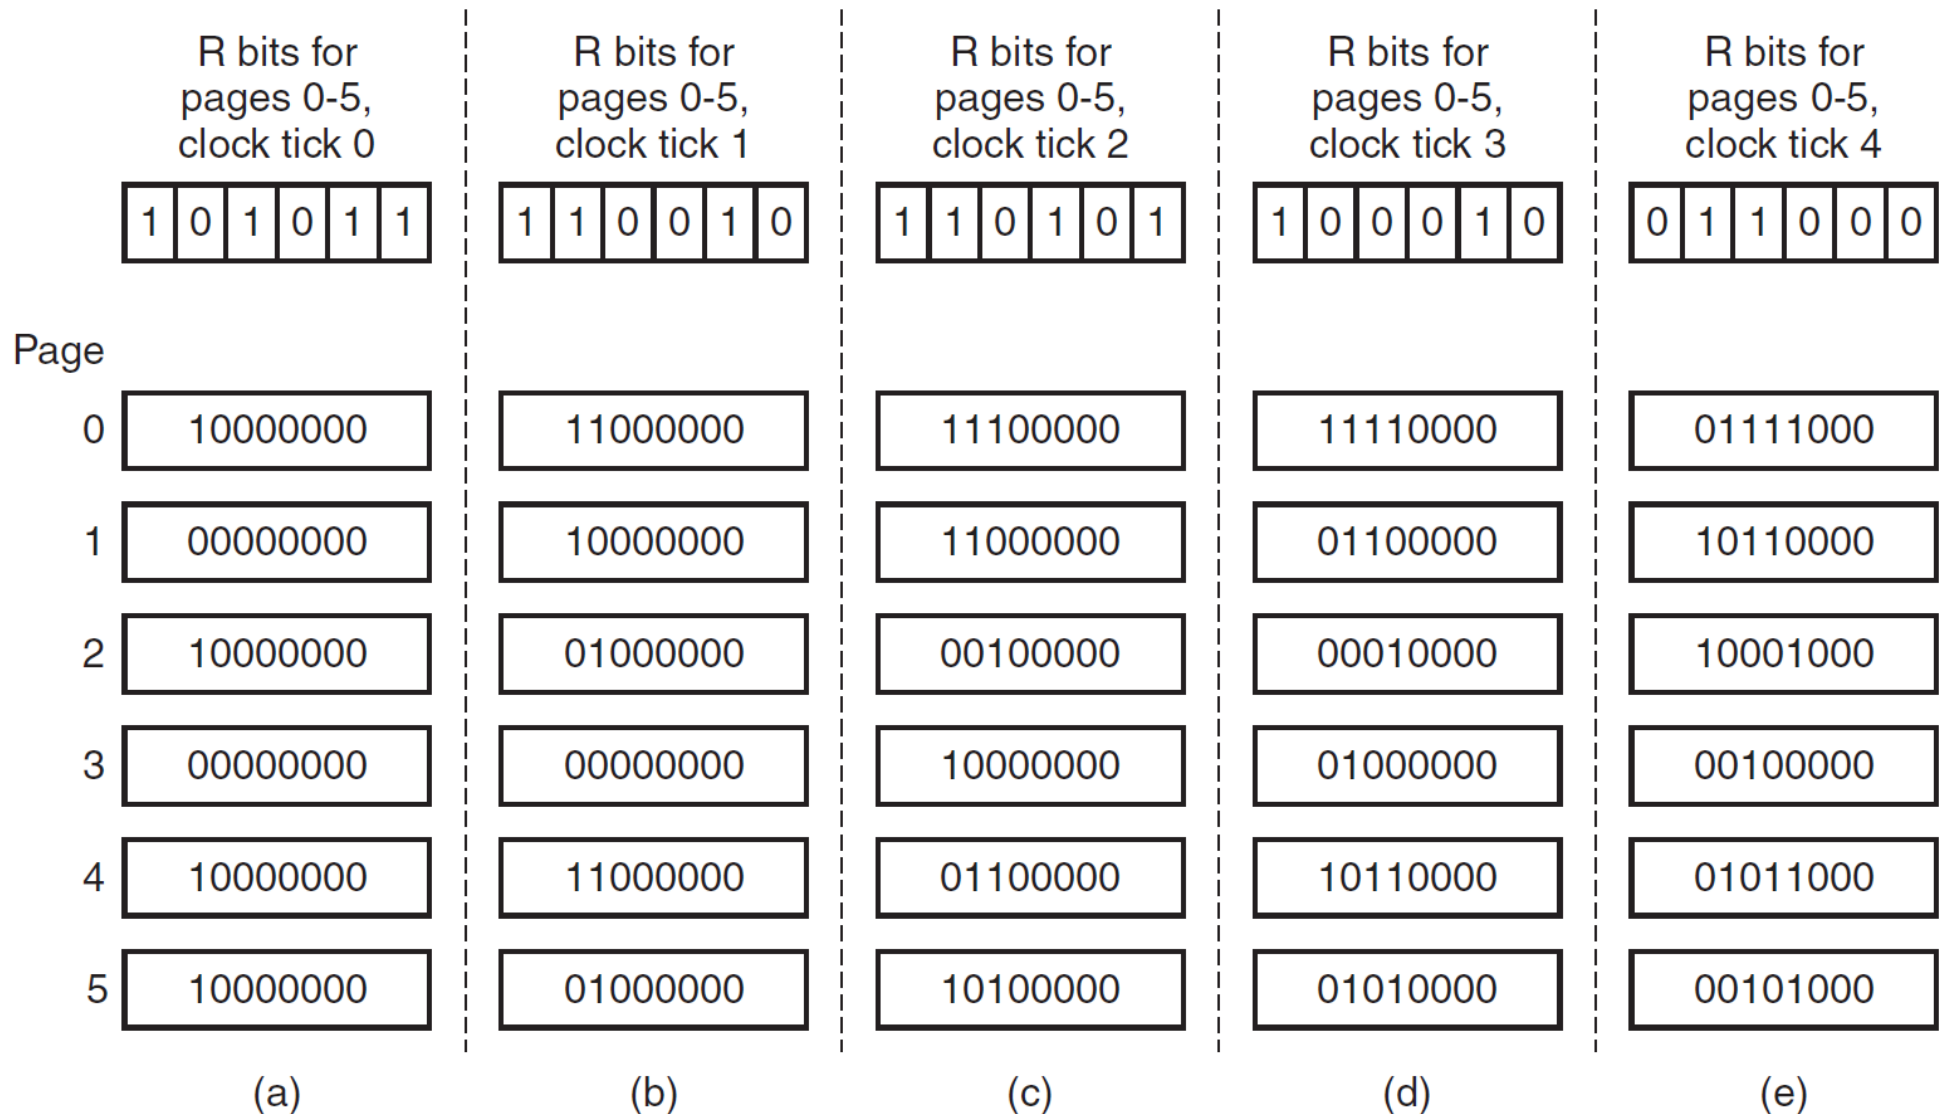 R bits for pages 0-5, clock tick 0
R bits for pages 0-5, clock tick 1
R bits for pages 0-5, clock tick 2
R bits for pages 0-5, clock tick 3
R bits for pages 0-5, clock tick 4
1 0 1 0 1 1
1 1 0 0 1 0
1 1 0 1 0 1
1 0 0 0 1 0
0 1 1 0 0 0
Page
0 10000000 11000000 11100000 11110000 01111000
1 00000000 10000000 11000000 01100000 10110000
2 10000000 01000000 00100000 00010000 10001000
3 00000000 00000000 10000000 01000000 00100000
4 10000000 11000000 01100000 10110000 01011000
5 10000000 01000000 10100000 01010000 00101000
(a) (b) (c) (d) (e)